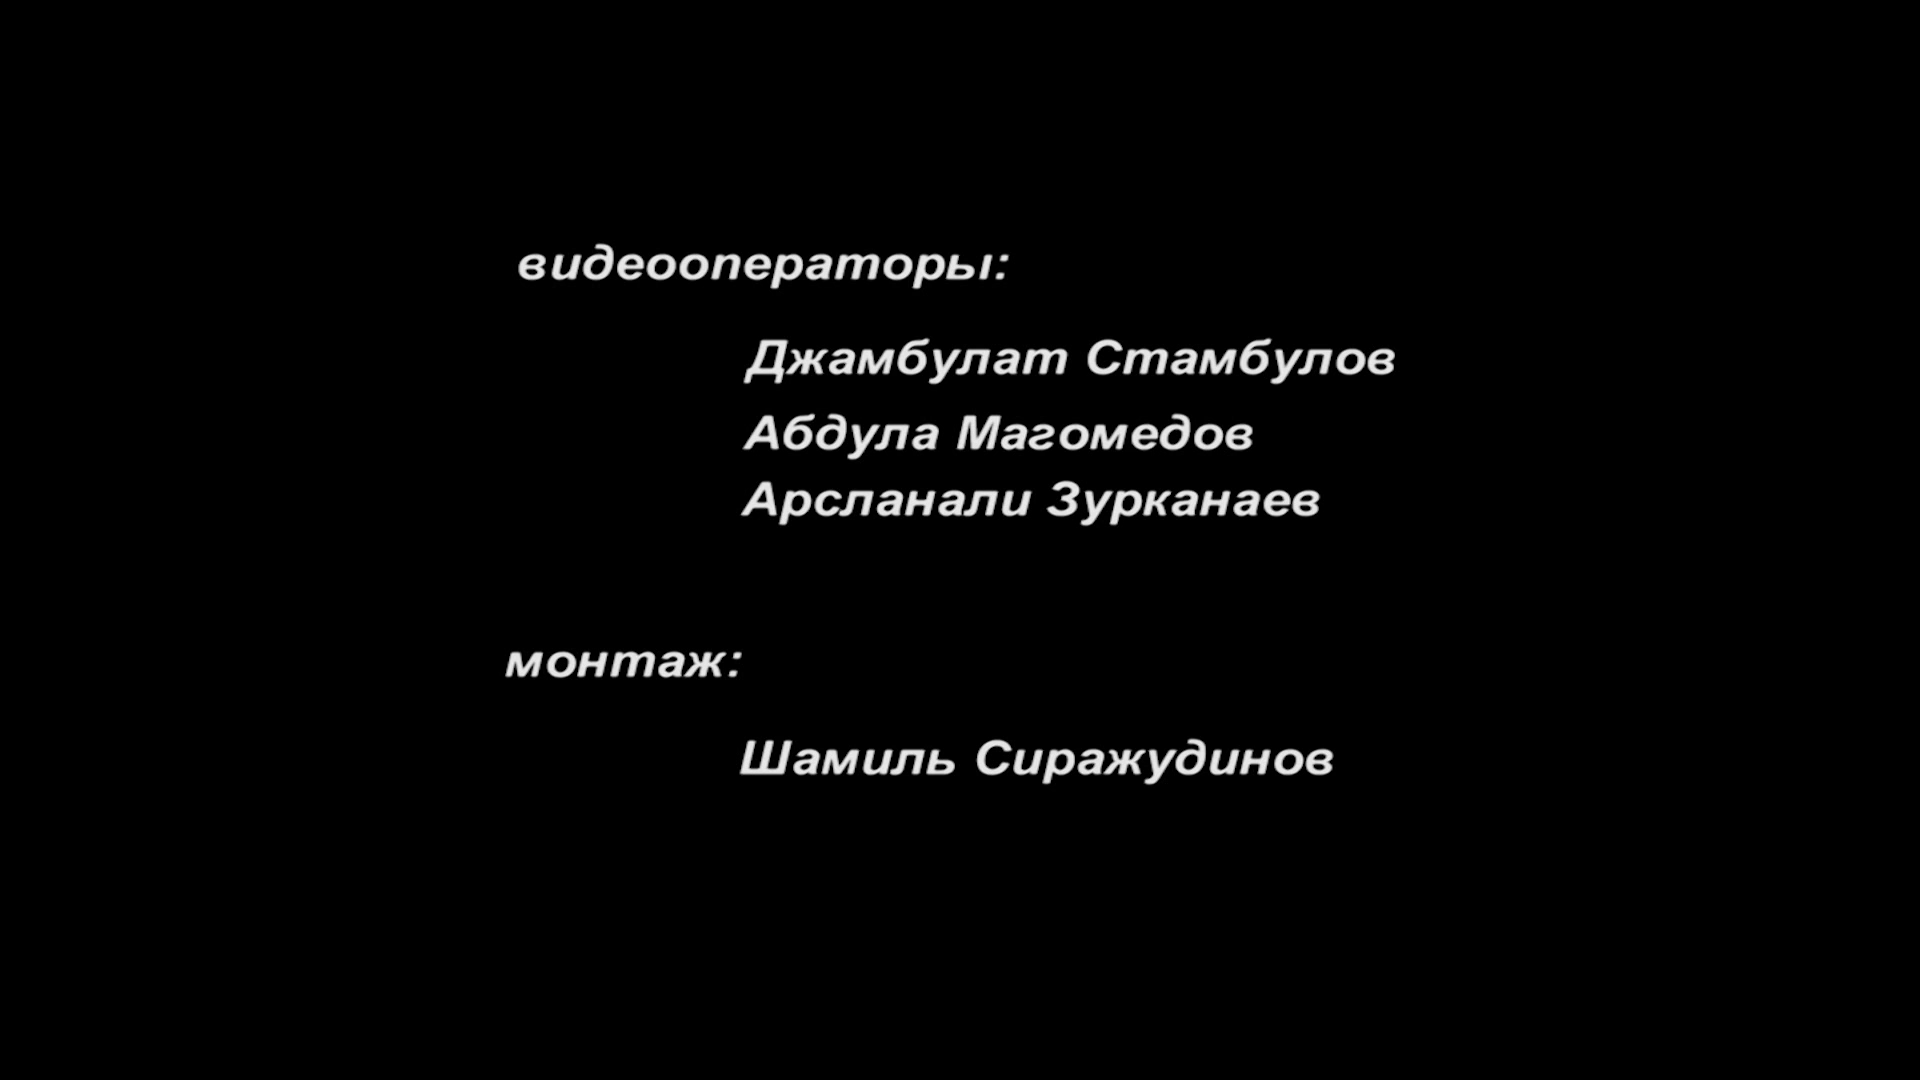 видеооператоры:
Джамбулат Стамбулов
Абдула Магомедов
Арсланали Зурканаев
монтаж:
Шамиль Сиражудинов